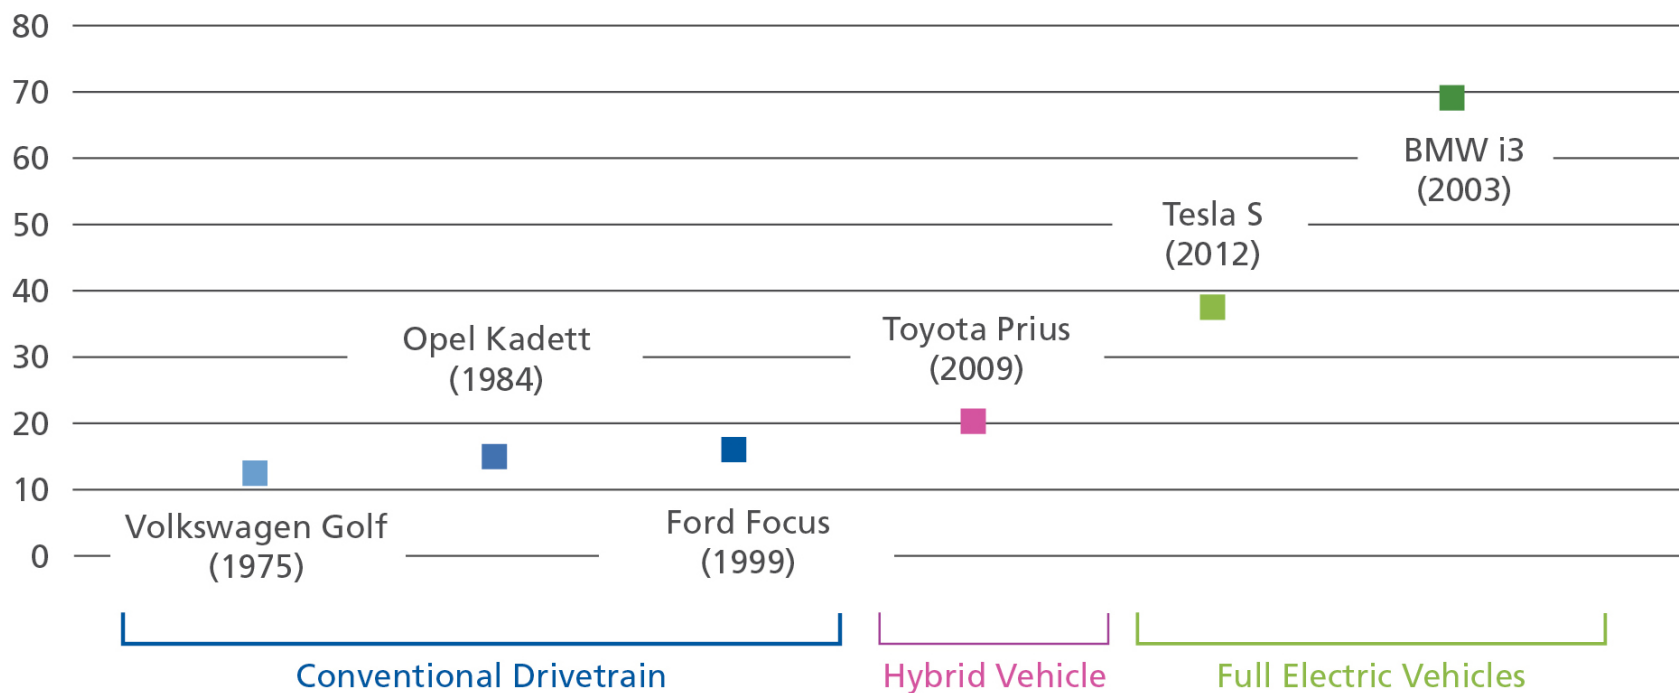 80
70
BMW i3
60
(2003)
Tesla S
50
(2012)
40
Opel Kadett
Toyota Prius
30
(1984)
(2009)
20
10
Volkswagen Golf
Ford Focus
0
(1975)
(1999)
Conventional Drivetrain
Hybrid Vehicle
Full Electric Vehicles